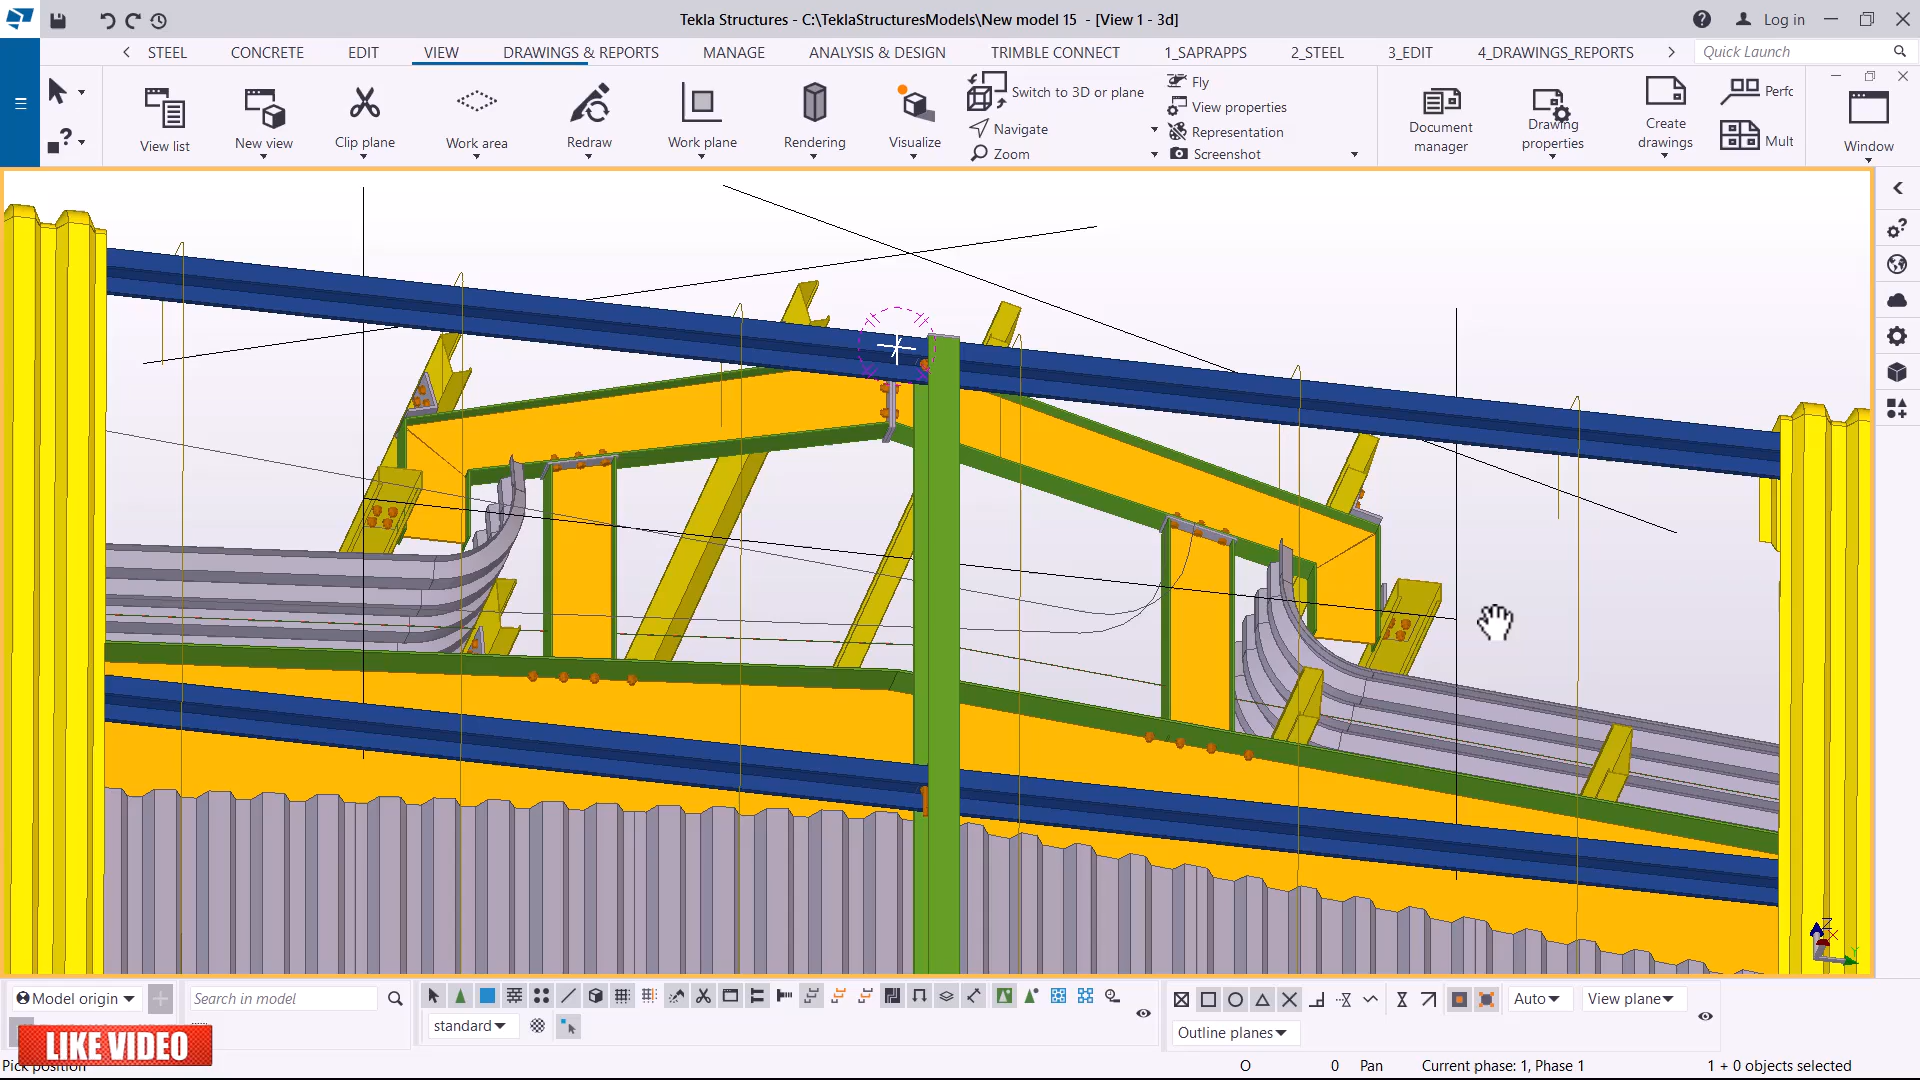 Tekla Structures - C:\TeklaStructuresModels\New model 15 - [View 1 - 3d]
Log in
STEEL
CONCRETE
EDIT
VIEW
DRAWINGS & REPORTS
MANAGE
ANALYSIS & DESIGN
TRIMBLE CONNECT
1_SAPRAPPS
2_STEEL
3_EDIT
4_DRAWINGS_REPORTS
Quick Launch
View list
New view
Clip plane
Work area
Redraw
Work plane
Rendering
Visualize
Switch to 3D or plane
Navigate
Zoom
Fly
View properties
Representation
Screenshot
Document
manager
Drawing
properties
Create
drawings
Perfc
Mult
Window
Z
X
Y
Model origin
Search in model
standard
Auto
View plane
Outline planes
LIKE VIDEO
Pick position
O
0
Pan
Current phase: 1, Phase 1
1 + 0 objects selected